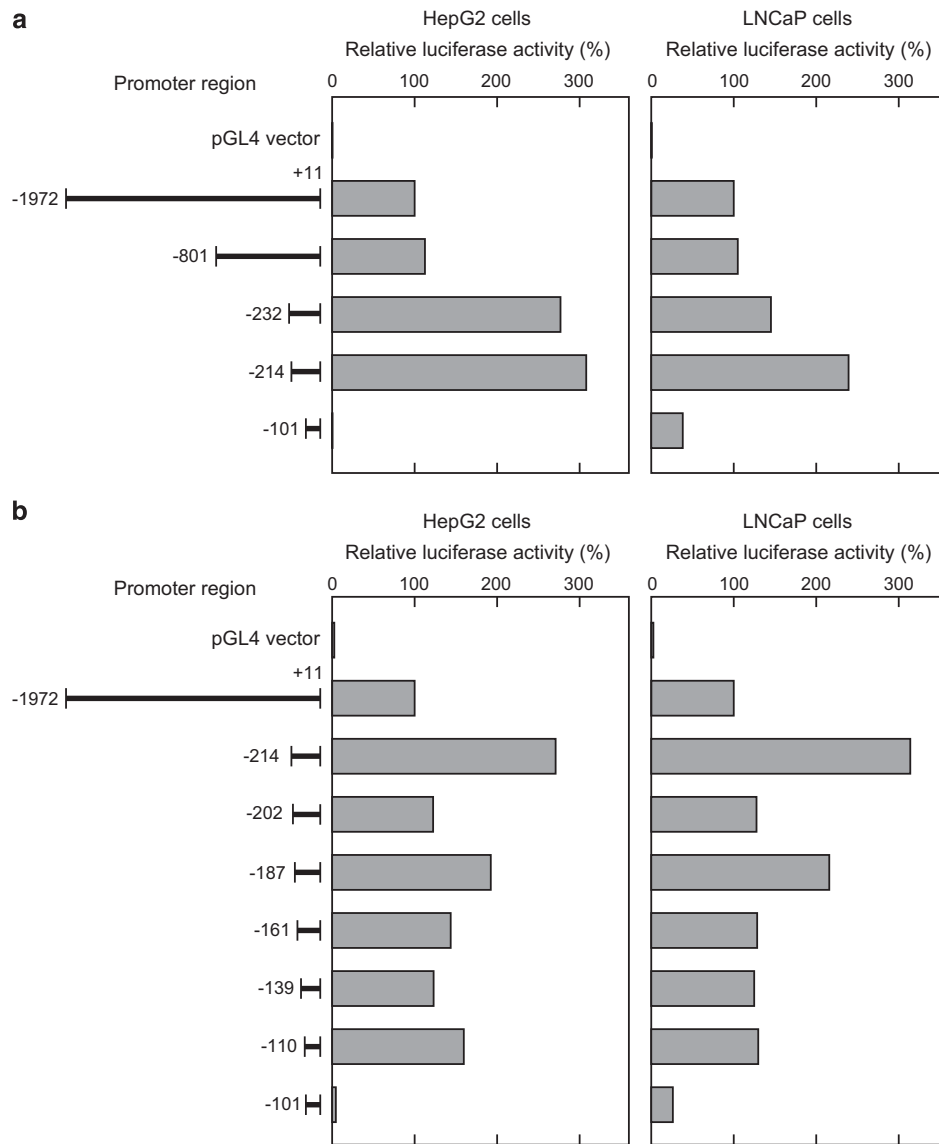 a
HepG2 cells LNCaP cells
Relative luciferase activity (%) Relative luciferase activity (%)
Promoter region 0 100 200 300 0 100 200 300
pGL4 vector
+11
-1972
-801
-232
-214
-101
b
HepG2 cells LNCaP cells
Relative luciferase activity (%) Relative luciferase activity (%)
Promoter region 0 100 200 300 0 100 200 300
pGL4 vector
+11
-1972
-214
-202
-187
-161
-139
-110
-101